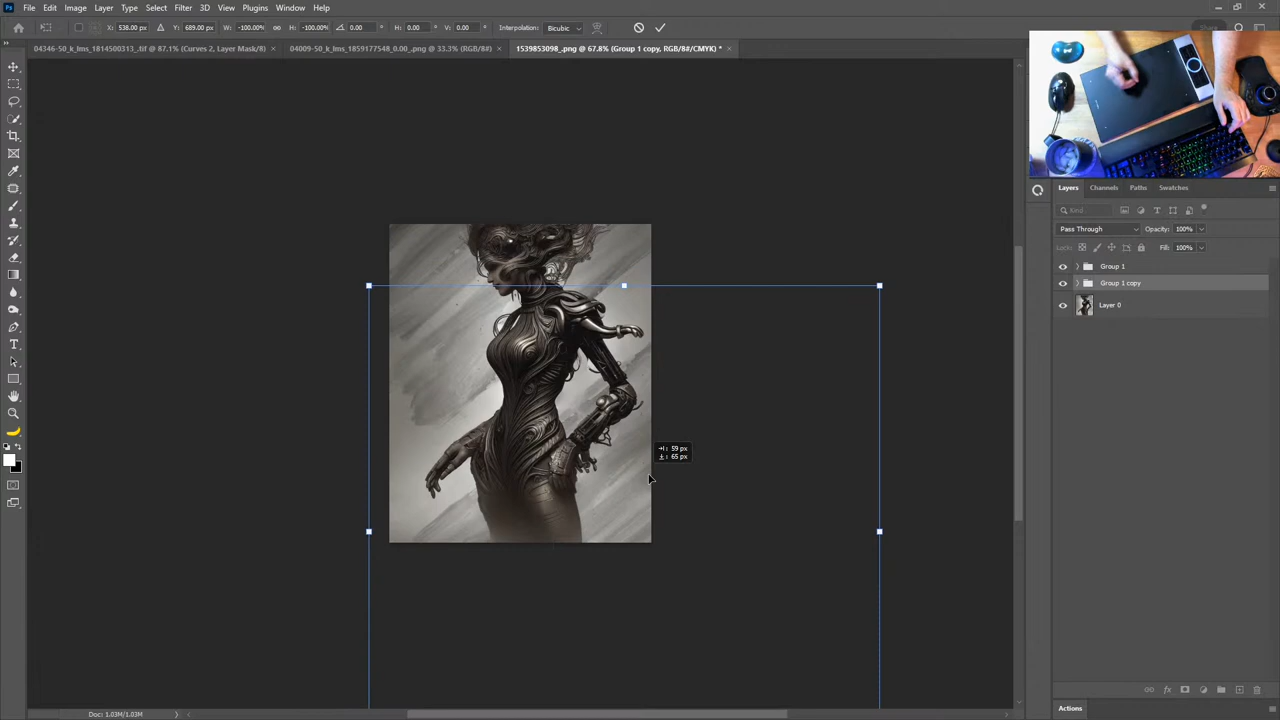 Ps File Edit Image Layer Type Select Filter 3D View Plugins Window Help
X: 538.00 px Y: 689.00 px W: -100.00% H: -100.00% 0.00 ° H: 0.00 ° V: 0.00 ° Interpolation: Bicubic Share
04346-50_k_lms_1814500313_.tif @ 87.1% (Curves 2, Layer Mask/8) × 04009-50_k_lms_1859177548_0.00_.png @ 33.3% (RGB/8#) × 1539853098_.png @ 67.8% (Group 1 copy, RGB/8#/CMYK) * ×
Layers Channels Paths Swatches
Kind
Pass Through Opacity: 100%
Lock: Fill: 100%
Group 1
Group 1 copy
Layer 0
59 px
65 px
fx
Actions
Doc: 1.03M/1.03M